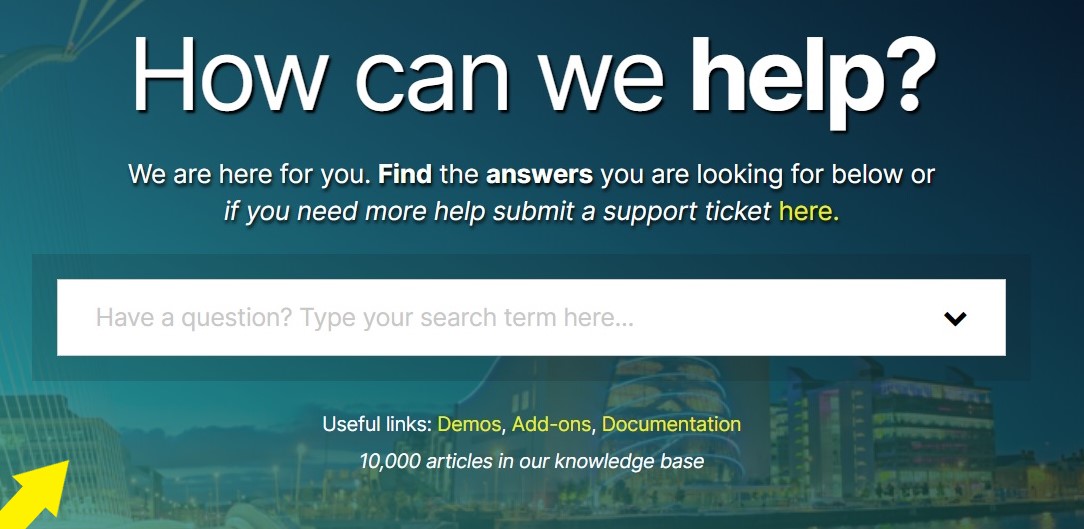 How can we help?
We are here for you. Find the answers you are looking for below or
if you need more help submit a support ticket here.
Have a question? Type your search term here...
Useful links: Demos, Add-ons, Documentation
10,000 articles in our knowledge base